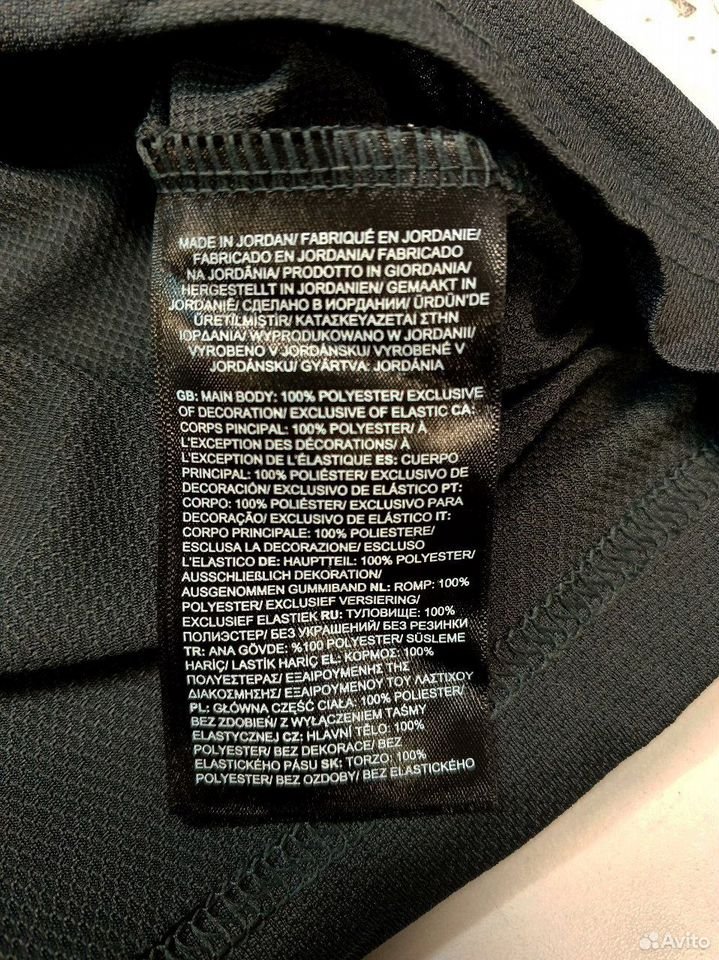 MADE IN JORDAN/ FABRIQUÉ EN JORDANIE/
FABRICADO EN JORDANIA/ FABRICADO
NA JORDÂNIA/ PRODOTTO IN GIORDANIA/
HERGESTELLT IN JORDANIEN/ GEMAAKT IN
JORDANIË/ СДЕЛАНО В ИОРДАНИИ/ ÜRDÜN'DE
ÜRETİLMİŞTİR/ ΚΑΤΑΣΚΕΥΑΖΕΤΑΙ ΣΤΗΝ
ΙΟΡΔΑΝΙΑ/ WYPRODUKOWANO W JORDANII/
VYROBENO V JORDÁNSKU/ VYROBENÉ V
JORDÁNSKU/ GYÁRTVA: JORDÁNIA
GB: MAIN BODY: 100% POLYESTER/ EXCLUSIVE
OF DECORATION/ EXCLUSIVE OF ELASTIC CA:
CORPS PINCIPAL: 100% POLYESTER/ À
L'EXCEPTION DES DÉCORATIONS/ À
L'EXCEPTION DE L'ÉLASTIQUE ES: CUERPO
PRINCIPAL: 100% POLIÉSTER/ EXCLUSIVO DE
DECORACIÓN/ EXCLUSIVO DE ELÁSTICO PT:
CORPO: 100% POLIÉSTER/ EXCLUSIVO PARA
DECORAÇÃO/ EXCLUSIVO DE ELÁSTICO IT:
CORPO PRINCIPALE: 100% POLIESTERE/
ESCLUSA LA DECORAZIONE/ ESCLUSO
L'ELASTICO DE: HAUPTTEIL: 100% POLYESTER/
AUSSCHLIEßLICH DEKORATION/
AUSGENOMMEN GUMMIBAND NL: ROMP: 100%
POLYESTER/ EXCLUSIEF VERSIERING/
EXCLUSIEF ELASTIEK RU: ТУЛОВИЩЕ: 100%
ПОЛИЭСТЕР/ БЕЗ УКРАШЕНИЙ/ БЕЗ РЕЗИНКИ
TR: ANA GÖVDE: %100 POLYESTER/ SÜSLEME
HARİÇ/ LASTİK HARİÇ EL: ΚΟΡΜΟΣ: 100%
ΠΟΛΥΕΣΤΕΡΑΣ/ ΕΞΑΙΡΟΥΜΕΝΗΣ ΤΗΣ
ΔΙΑΚΟΣΜΗΣΗΣ/ ΕΞΑΙΡΟΥΜΕΝΟΥ ΤΟΥ ΛΑΣΤΙΧΟΥ
PL: GŁÓWNA CZĘŚĆ CIAŁA: 100% POLIESTER/
BEZ ZDOBIEŃ/ Z WYŁĄCZENIEM TAŚMY
ELASTYCZNEJ CZ: HLAVNÍ TĚLO: 100%
POLYESTER/ BEZ DEKORACE/ BEZ
ELASTICKÉHO PÁSU SK: TORZO: 100%
POLYESTER/ BEZ OZDOBY/ BEZ ELASTICKÉHO
Avito